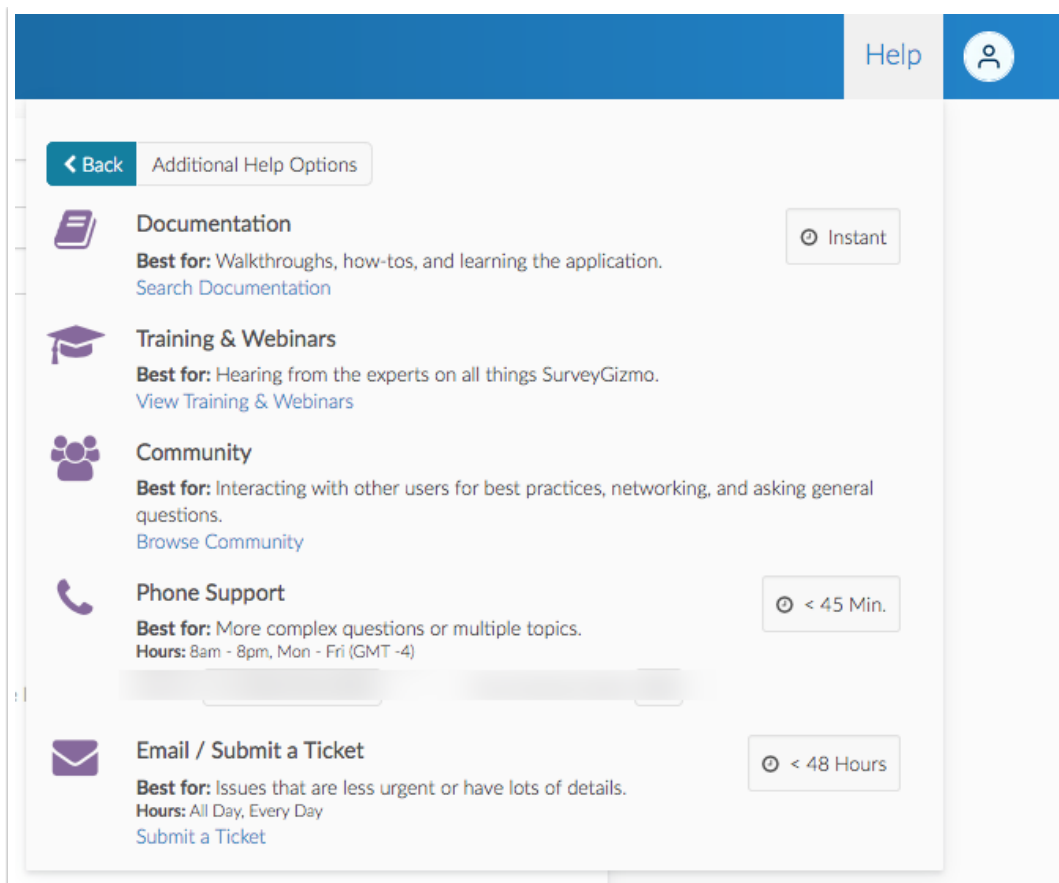 Help
Back
Additional Help Options
Documentation
Instant
Best for: Walkthroughs, how-tos, and learning the application.
Search Documentation
Training & Webinars
Best for: Hearing from the experts on all things SurveyGizmo.
View Training & Webinars
Community
Best for: Interacting with other users for best practices, networking, and asking general
questions.
Browse Community
Phone Support
< 45 Min.
Best for: More complex questions or multiple topics.
Hours: 8am - 8pm, Mon - Fri (GMT -4)
Email / Submit a Ticket
< 48 Hours
Best for: Issues that are less urgent or have lots of details.
Hours: All Day, Every Day
Submit a Ticket